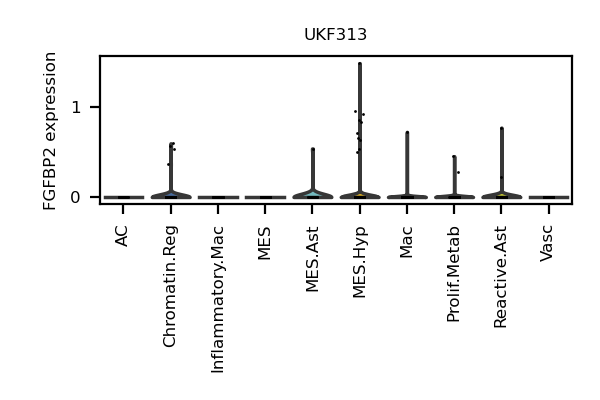 UKF313
FGFBP2 expression
1
0
AC
Chromatin.Reg
Inflammatory.Mac
MES
MES.Ast
MES.Hyp
Mac
Prolif.Metab
Reactive.Ast
Vasc